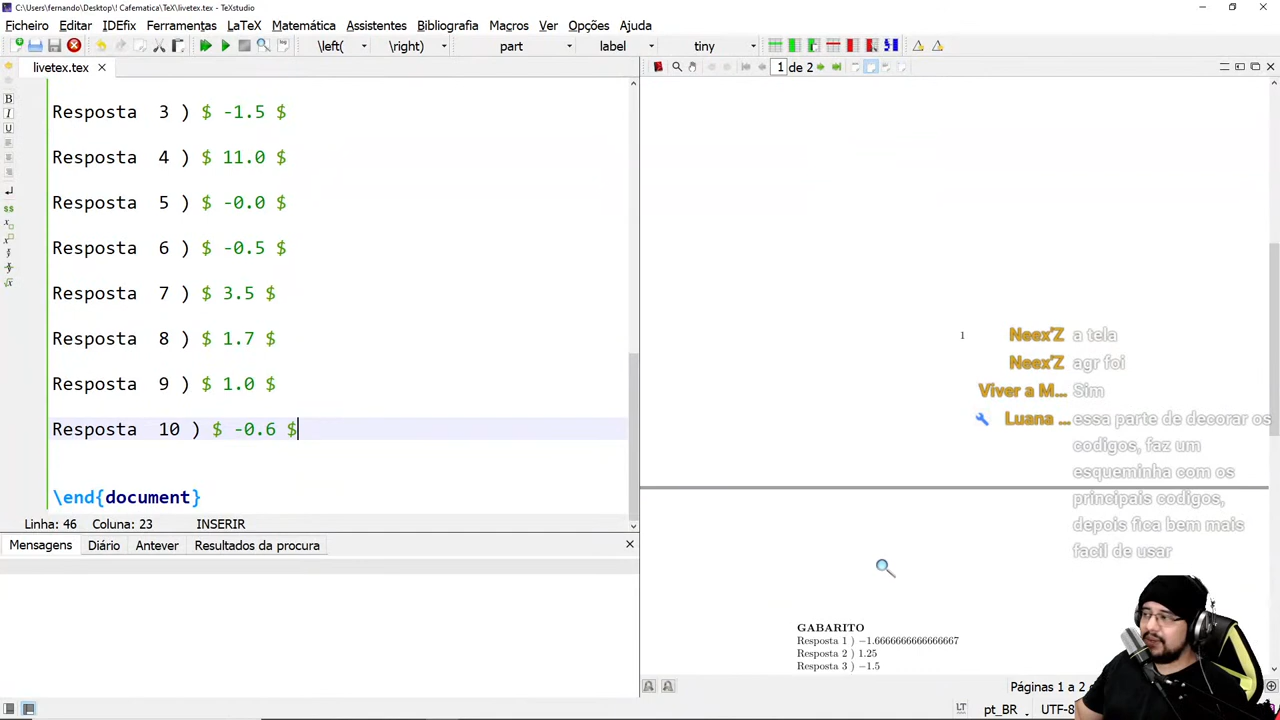 C:\Users\fernando\Desktop\! Cafematica\TeX\livetex.tex - TeXstudio
Ficheiro Editar IDEfix Ferramentas LaTeX Matemática Assistentes Bibliografia Macros Ver Opções Ajuda
\left( \right) part label tiny
livetex.tex
1 de 2
Resposta 3 ) $ -1.5 $
Resposta 4 ) $ 11.0 $
Resposta 5 ) $ -0.0 $
Resposta 6 ) $ -0.5 $
Resposta 7 ) $ 3.5 $
Resposta 8 ) $ 1.7 $
Resposta 9 ) $ 1.0 $
Resposta 10 ) $ -0.6 $
\end{document}
Linha: 46 Coluna: 23 INSERIR
Mensagens Diário Antever Resultados da procura
1
Neex'Z a tela
Neex'Z agr foi
Viver a M... Sim
Luana ... essa parte de decorar os
codigos, faz um
esqueminha com os
principais codigos,
depois fica bem mais
facil de usar
GABARITO
Resposta 1 ) −1.6666666666666667
Resposta 2 ) 1.25
Resposta 3 ) −1.5
Páginas 1 a 2
LT pt_BR UTF-8